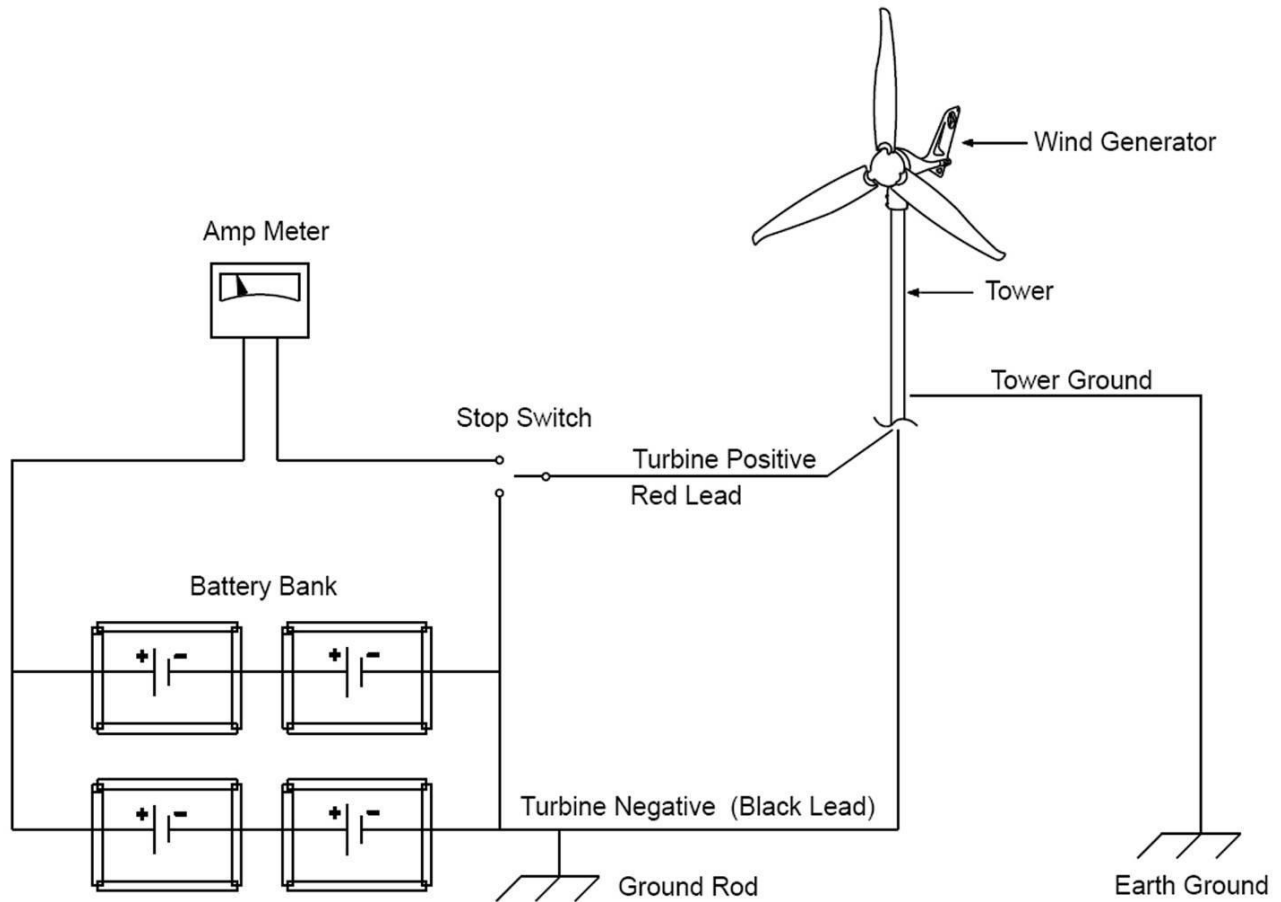 Wind Generator
Amp Meter
Tower
Tower Ground
Stop Switch
Turbine Positive
Red Lead
Battery Bank
+ - + -
+ - + -
Turbine Negative (Black Lead)
Ground Rod
Earth Ground